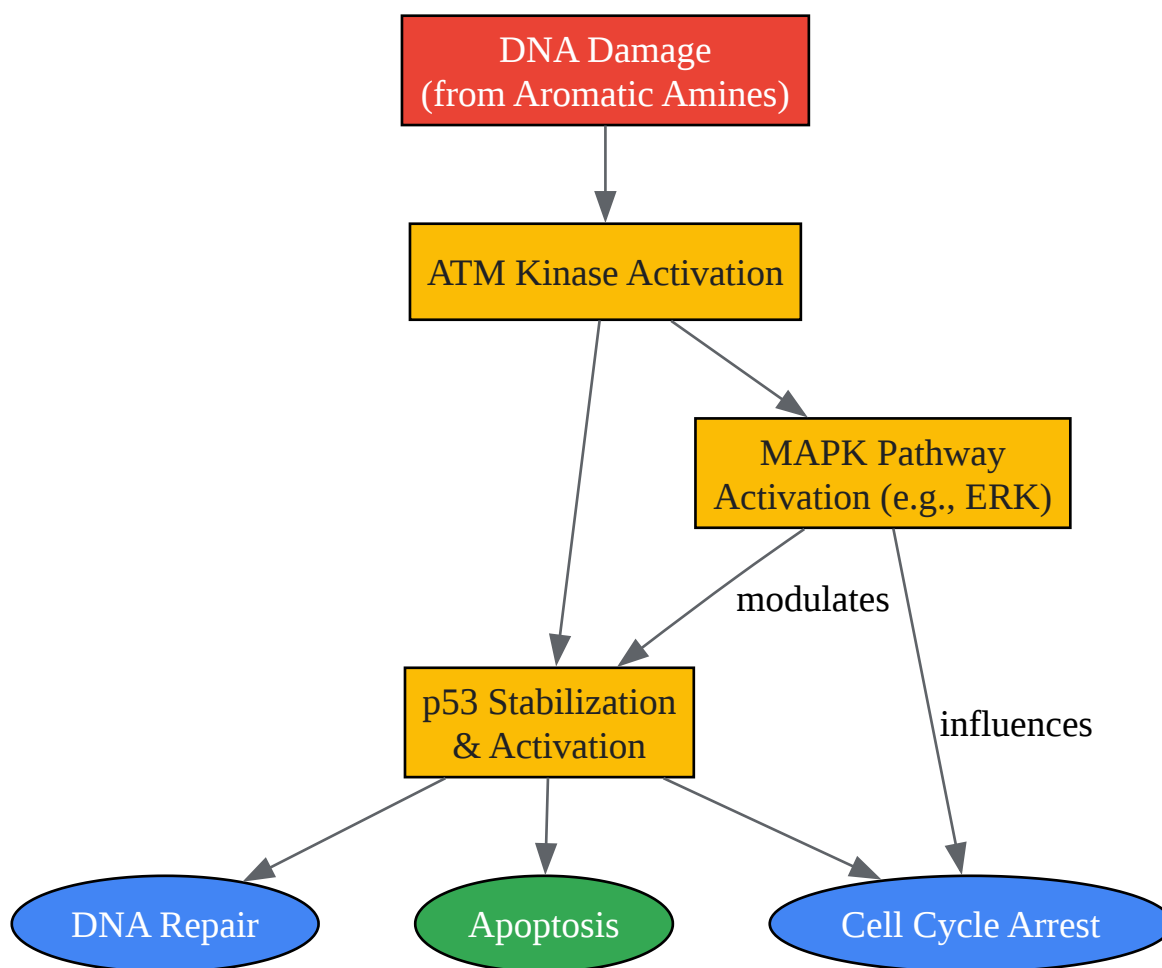 DNA Damage
(from Aromatic Amines)
ATM Kinase Activation
MAPK Pathway
Activation (e.g., ERK)
modulates
p53 Stabilization
& Activation
influences
DNA Repair
Apoptosis
Cell Cycle Arrest